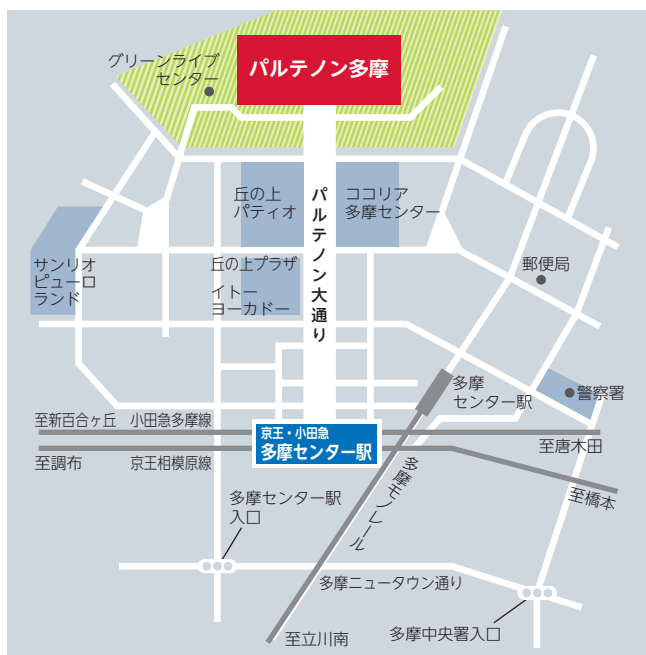 グリーンライブ
センター
パルテノン多摩
丘の上
パティオ
パルテノン大通り
ココリア
多摩センター
サンリオ
ピューロ
ランド
丘の上プラザ
イトー
ヨーカドー
郵便局
多摩
センター駅
警察署
至新百合ヶ丘 小田急多摩線
京王・小田急
多摩センター駅
至唐木田
至調布 京王相模原線
多摩モノレール
至橋本
多摩センター駅
入口
多摩ニュータウン通り
至立川南
多摩中央署入口